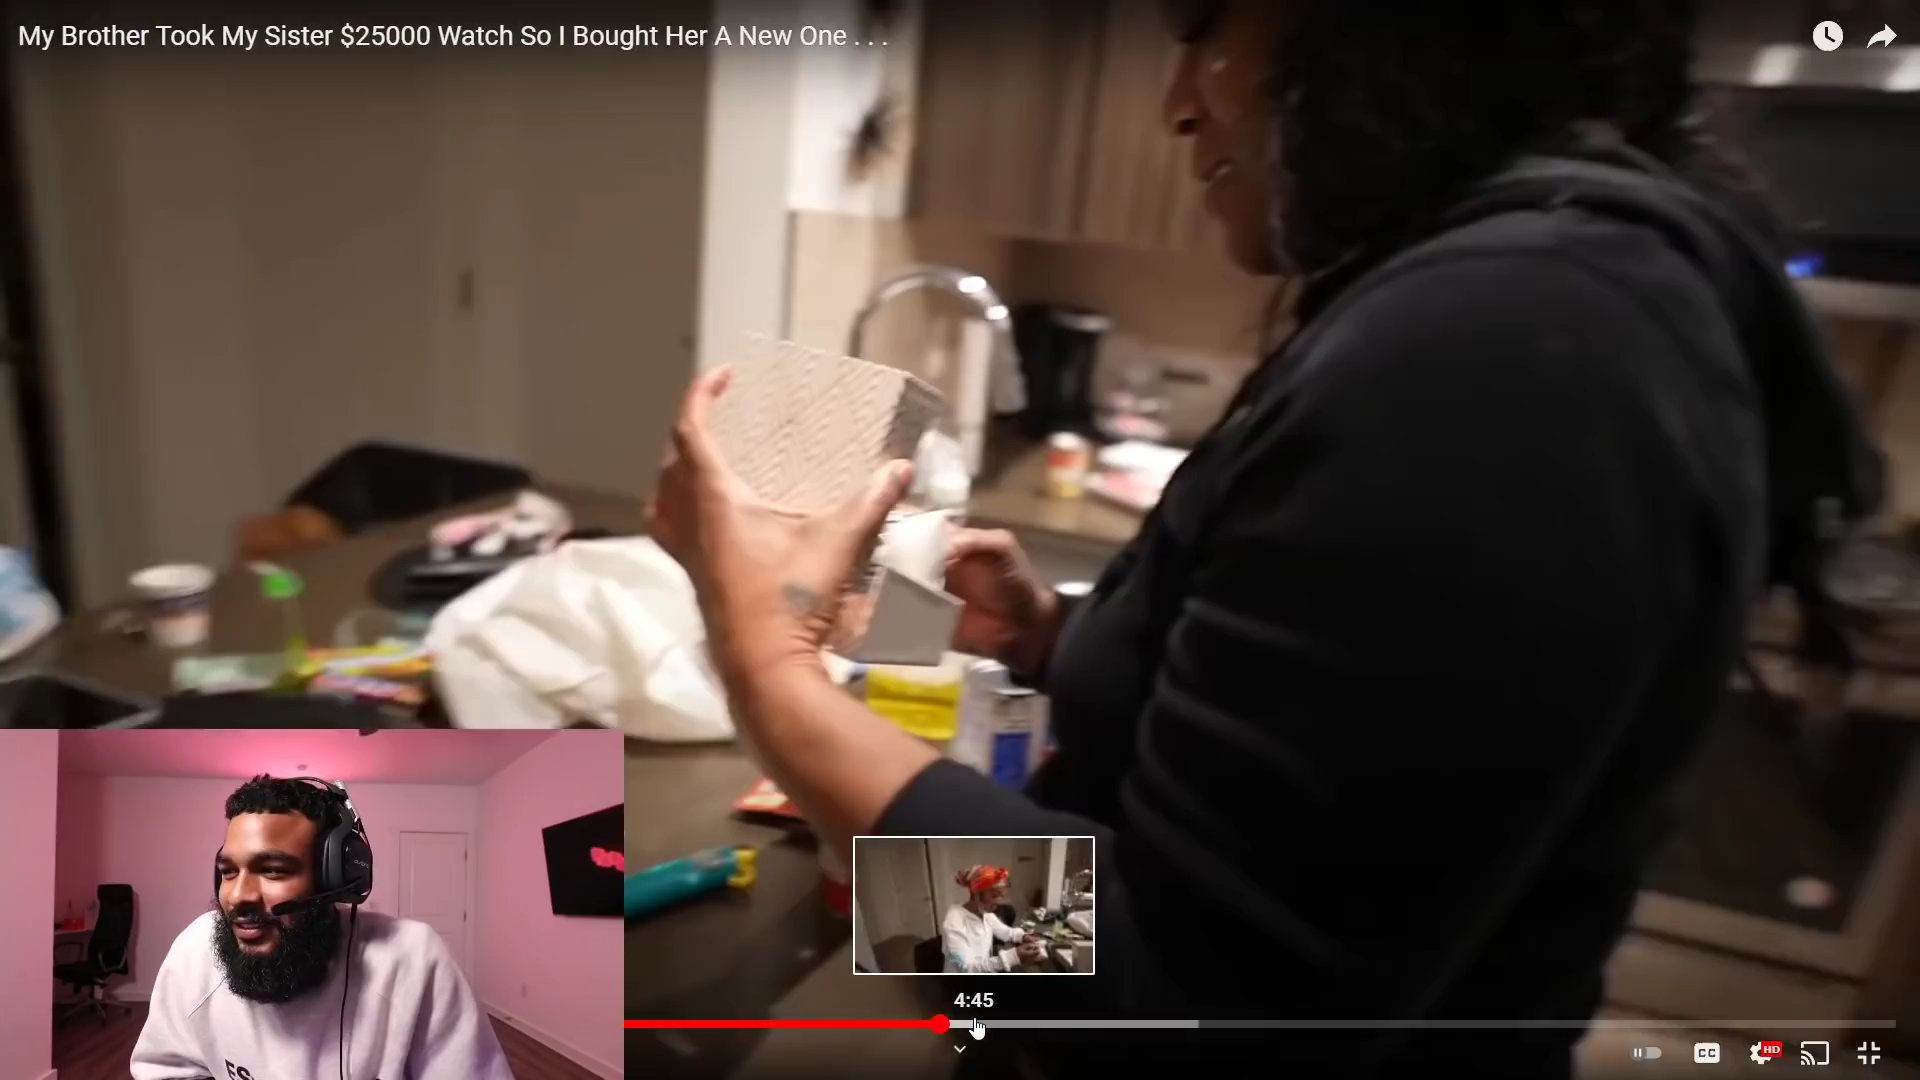 My Brother Took My Sister $25000 Watch So I Bought Her A New One . . .
4:45
CC
HD